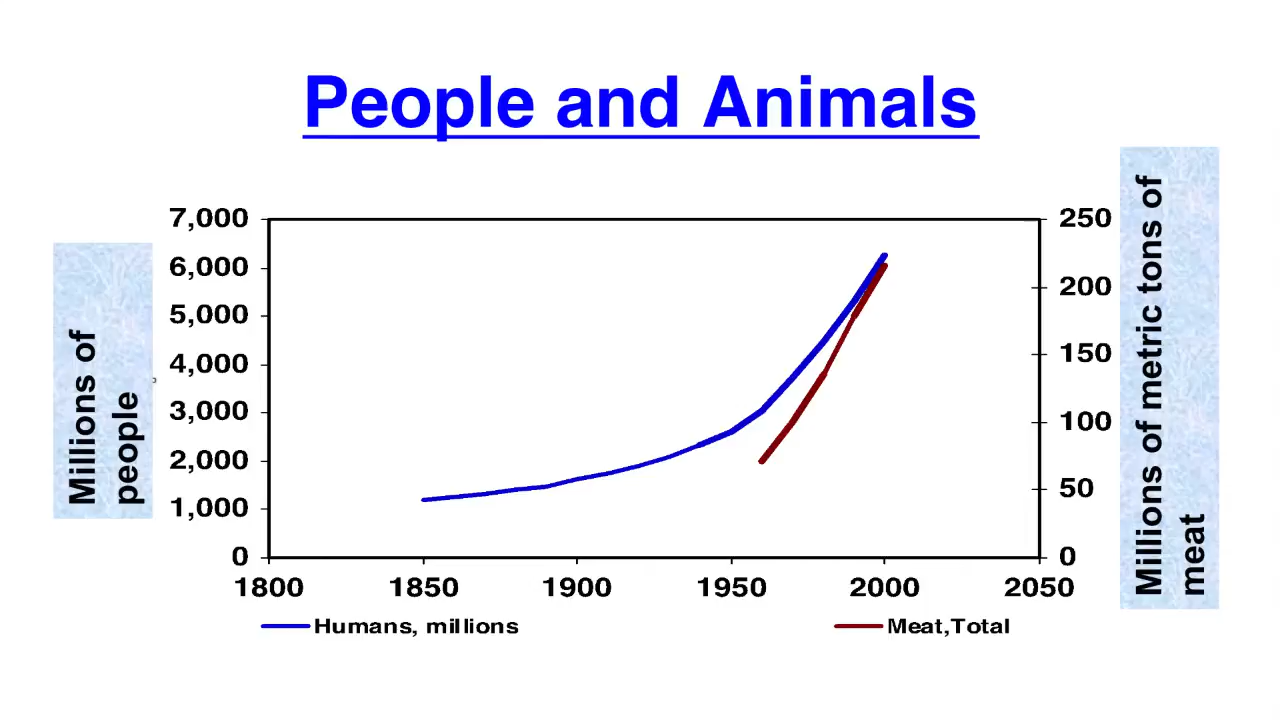 People and Animals
Millions of
people
7,000
6,000
5,000
4,000
3,000
2,000
1,000
0
250
200
150
100
50
0
Millions of metric tons of
meat
1800 1850 1900 1950 2000 2050
Humans, millions Meat,Total